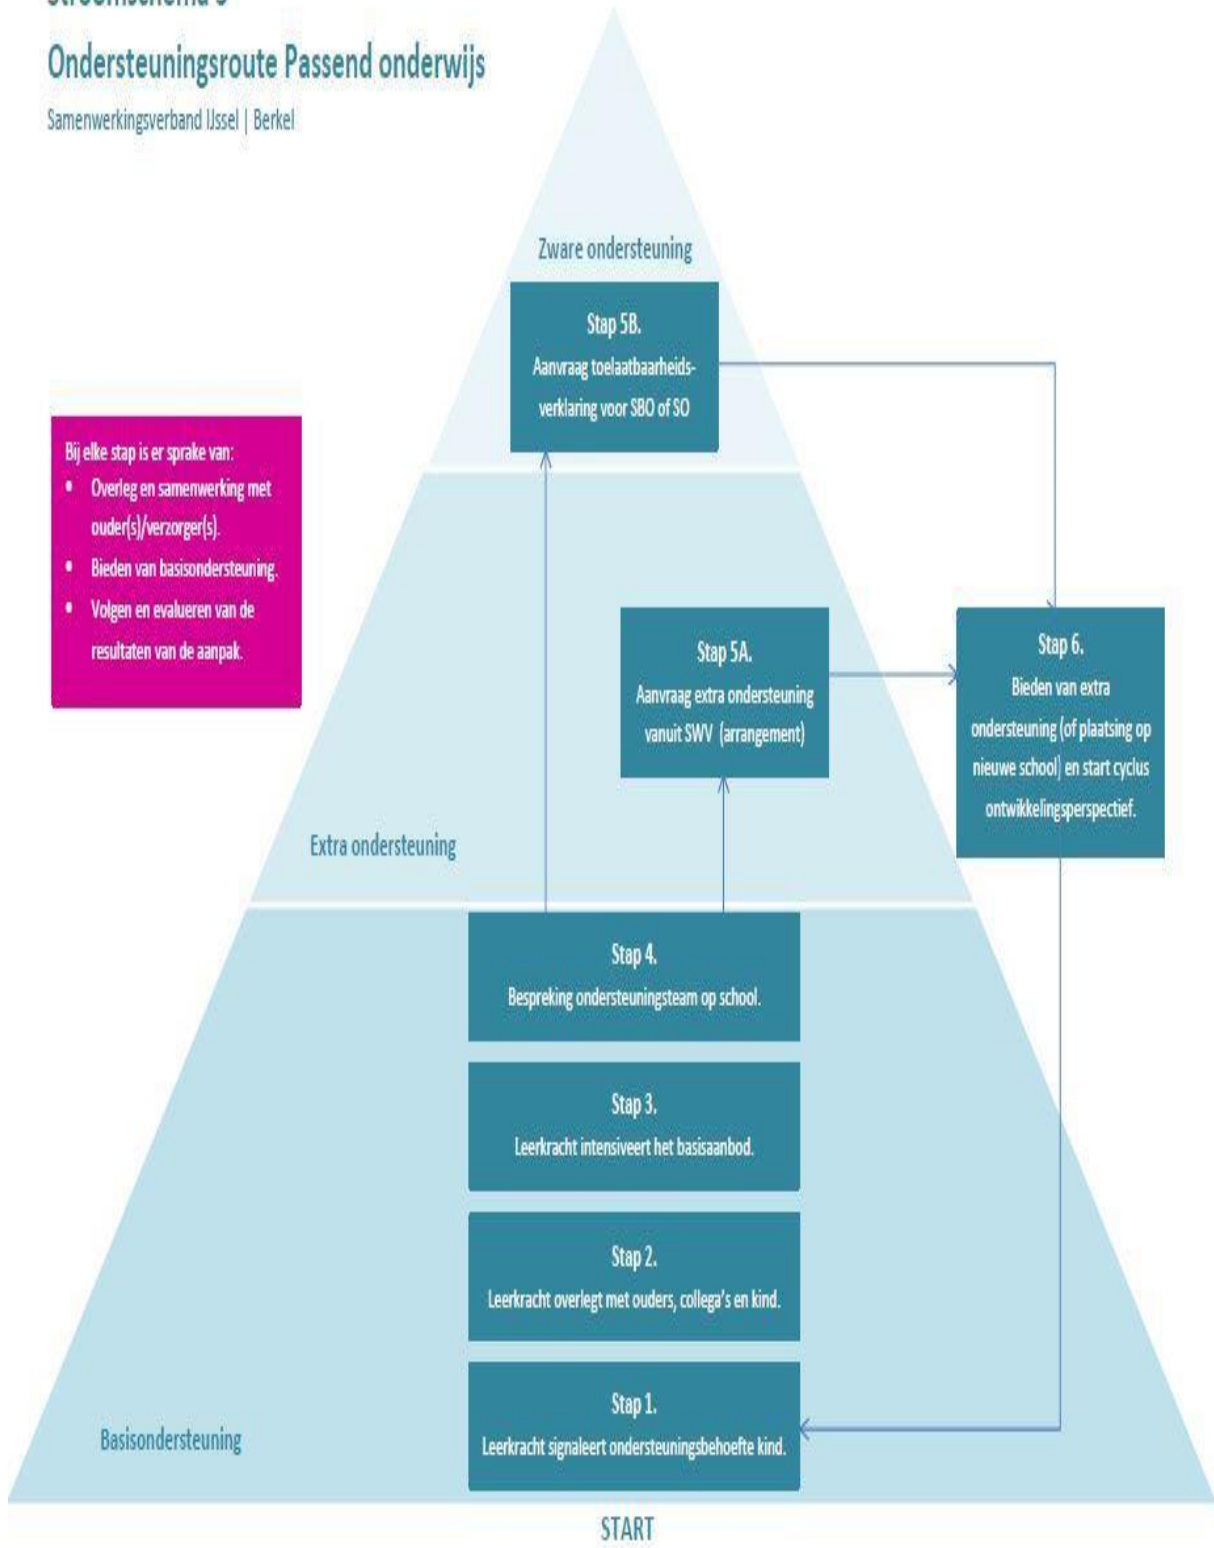 Ondersteuningsroute Passend onderwijs
Samenwerkingsverband IJssel | Berkel
Zware ondersteuning
Stap 5B.
Aanvraag toelaatbaarheids-
verklaring voor SBO of SO
Bij elke stap is er sprake van:
• Overleg en samenwerking met
ouder(s)/verzorger(s).
• Bieden van basisondersteuning.
• Volgen en evalueren van de
resultaten van de aanpak.
Stap 5A.
Aanvraag extra ondersteuning
vanuit SWV (arrangement)
Stap 6.
Bieden van extra
ondersteuning (of plaatsing op
nieuwe school) en start cyclus
ontwikkelingsperspectief.
Extra ondersteuning
Stap 4.
Bespreking ondersteuningsteam op school.
Stap 3.
Leerkracht intensiveert het basisaanbod.
Stap 2.
Leerkracht overlegt met ouders, collega's en kind.
Stap 1.
Leerkracht signaleert ondersteuningsbehoefte kind.
Basisondersteuning
START